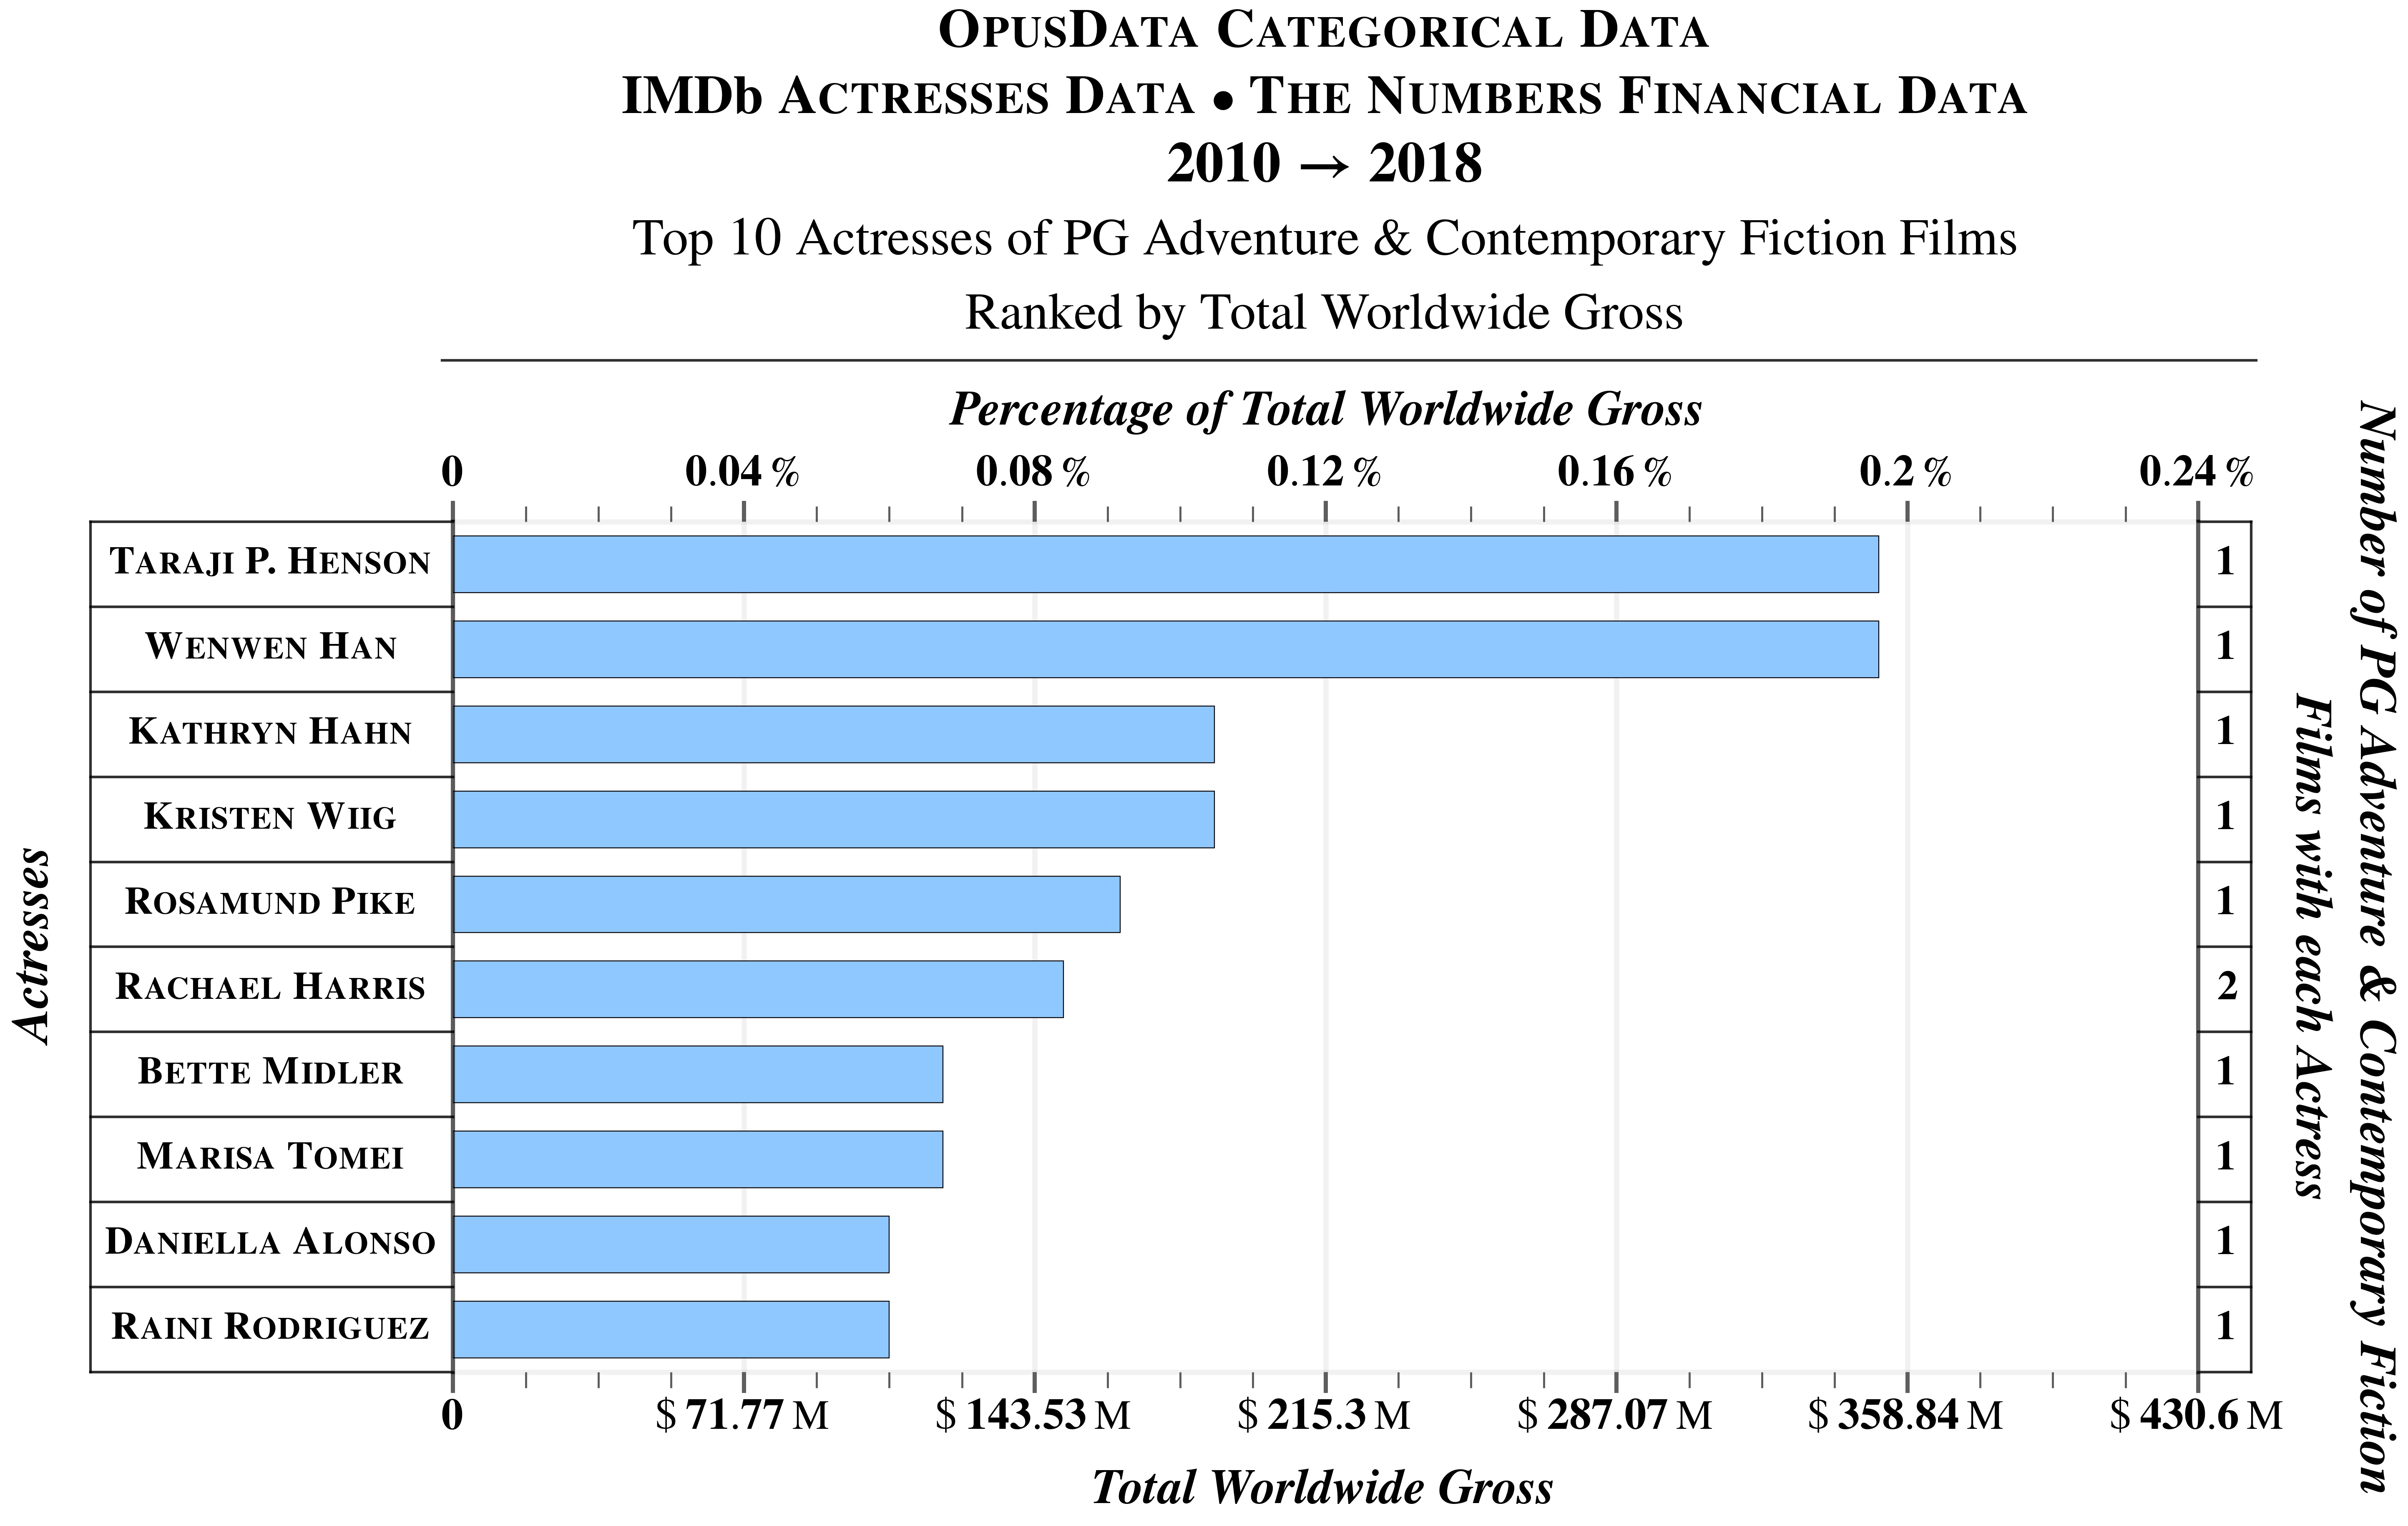 OpusData Categorical Data
IMDb Actresses Data • The Numbers Financial Data
2010 → 2018
Top 10 Actresses of PG Adventure & Contemporary Fiction Films
Ranked by Total Worldwide Gross
Percentage of Total Worldwide Gross
0 0.04 % 0.08 % 0.12 % 0.16 % 0.2 % 0.24 %
Taraji P. Henson 1
Wenwen Han 1
Kathryn Hahn 1
Kristen Wiig 1
Rosamund Pike 1
Rachael Harris 2
Bette Midler 1
Marisa Tomei 1
Daniella Alonso 1
Raini Rodriguez 1
0 $ 71.77 M $ 143.53 M $ 215.3 M $ 287.07 M $ 358.84 M $ 430.6 M
Total Worldwide Gross
Actresses
Number of PG Adventure & Contemporary Fiction
Films with each Actress